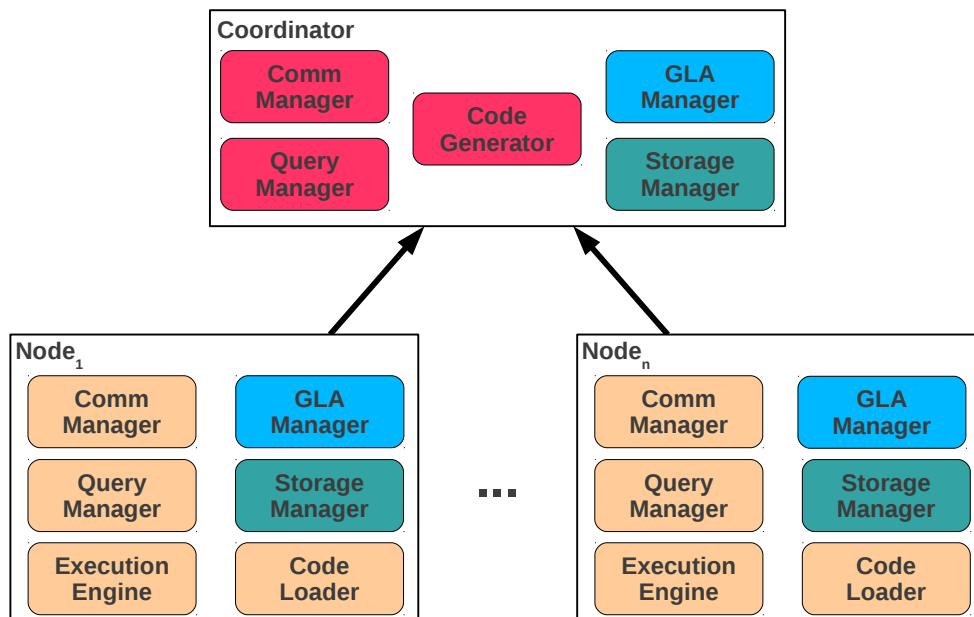 Coordinator
Comm
Manager
GLA
Manager
Code
Generator
Query
Manager
Storage
Manager
Node1
Comm
Manager
GLA
Manager
Query
Manager
Storage
Manager
Execution
Engine
Code
Loader
...
Noden
Comm
Manager
GLA
Manager
Query
Manager
Storage
Manager
Execution
Engine
Code
Loader